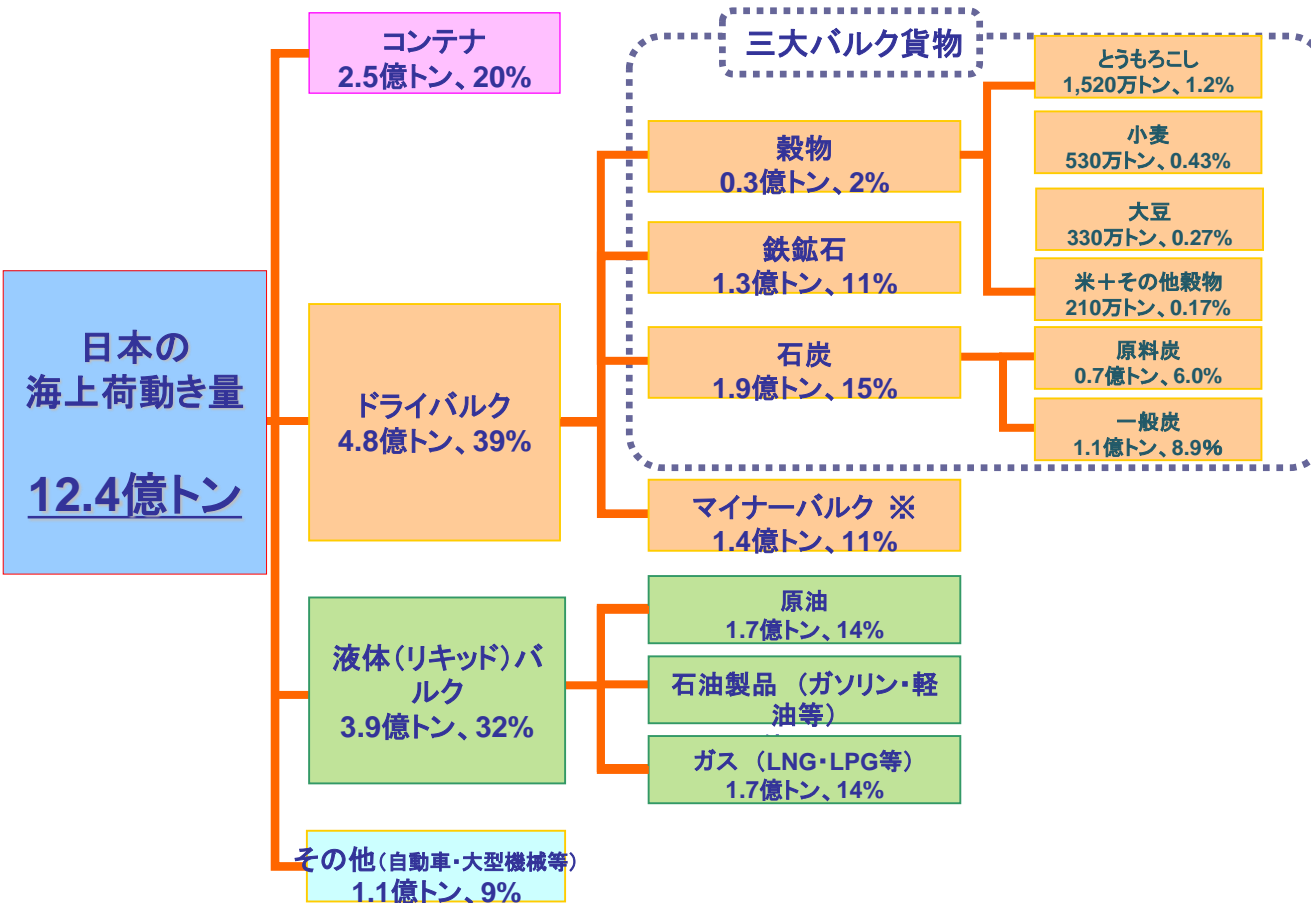 日本の
海上荷動き量
12.4億トン
コンテナ
2.5億トン、20%
ドライバルク
4.8億トン、39%
液体（リキッド）バ
ルク
3.9億トン、32%
その他（自動車・大型機械等）
1.1億トン、9%
三大バルク貨物
穀物
0.3億トン、2%
鉄鉱石
1.3億トン、11%
石炭
1.9億トン、15%
マイナーバルク ※
1.4億トン、11%
原油
1.7億トン、14%
石油製品 （ガソリン・軽
油等）
ガス （LNG・LPG等）
1.7億トン、14%
とうもろこし
1,520万トン、1.2%
小麦
530万トン、0.43%
大豆
330万トン、0.27%
米＋その他穀物
210万トン、0.17%
原料炭
0.7億トン、6.0%
一般炭
1.1億トン、8.9%